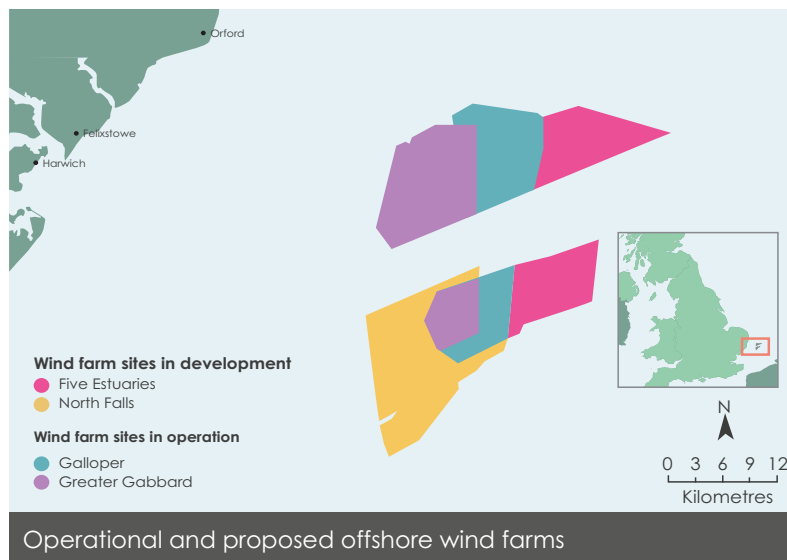 Orford
Felixstowe
Harwich
Wind farm sites in development
Five Estuaries
North Falls
Wind farm sites in operation
Galloper
Greater Gabbard
N
0 3 6 9 12
Kilometres
Operational and proposed offshore wind farms